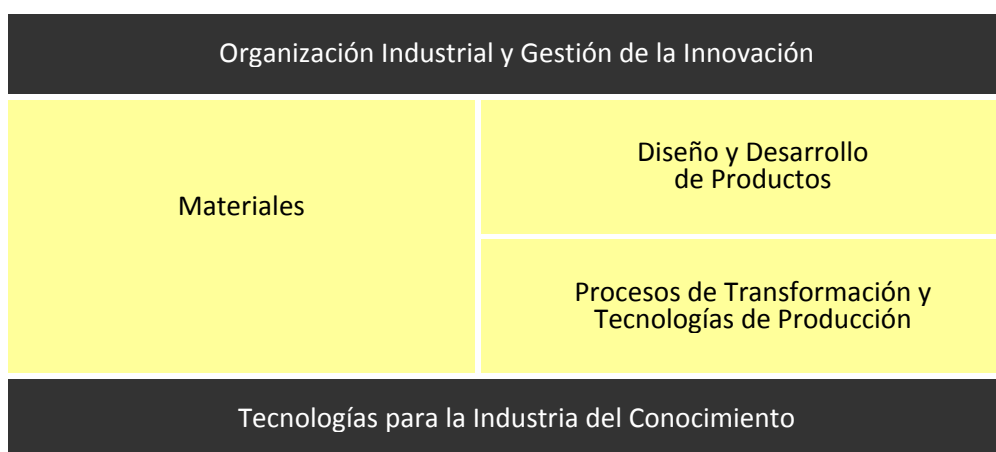 Organización Industrial y Gestión de la Innovación
Materiales
Diseño y Desarrollo
de Productos
Procesos de Transformación y
Tecnologías de Producción
Tecnologías para la Industria del Conocimiento